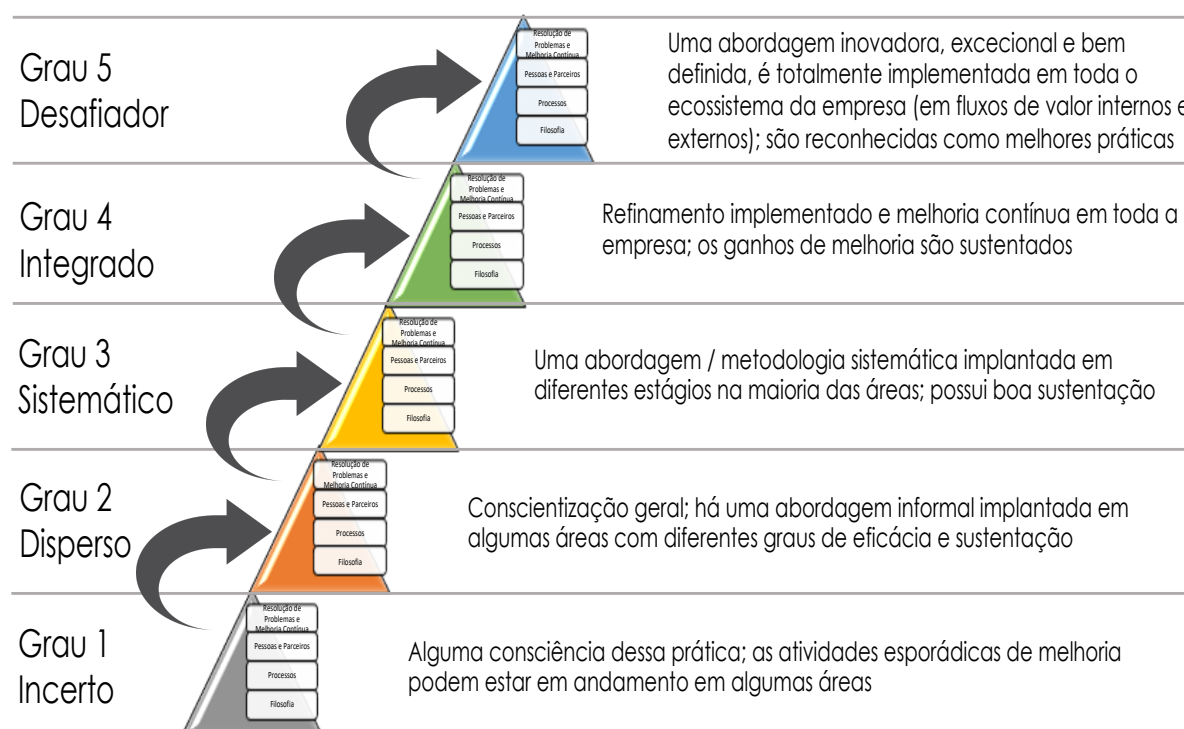 Grau 5
Desafiador
Resolução de
Problemas e
Melhoria Contínua
Pessoas e Parceiros
Processos
Filosofia
Uma abordagem inovadora, excecional e bem
definida, é totalmente implementada em toda o
ecossistema da empresa (em fluxos de valor internos e
externos); são reconhecidas como melhores práticas
Grau 4
Integrado
Resolução de
Problemas e
Melhoria Contínua
Pessoas e Parceiros
Processos
Filosofia
Refinamento implementado e melhoria contínua em toda a
empresa; os ganhos de melhoria são sustentados
Grau 3
Sistemático
Resolução de
Problemas e
Melhoria Contínua
Pessoas e Parceiros
Processos
Filosofia
Uma abordagem / metodologia sistemática implantada em
diferentes estágios na maioria das áreas; possui boa sustentação
Grau 2
Disperso
Resolução de
Problemas e
Melhoria Contínua
Pessoas e Parceiros
Processos
Filosofia
Conscientização geral; há uma abordagem informal implantada em
algumas áreas com diferentes graus de eficácia e sustentação
Grau 1
Incerto
Resolução de
Problemas e
Melhoria Contínua
Pessoas e Parceiros
Processos
Filosofia
Alguma consciência dessa prática; as atividades esporádicas de melhoria
podem estar em andamento em algumas áreas